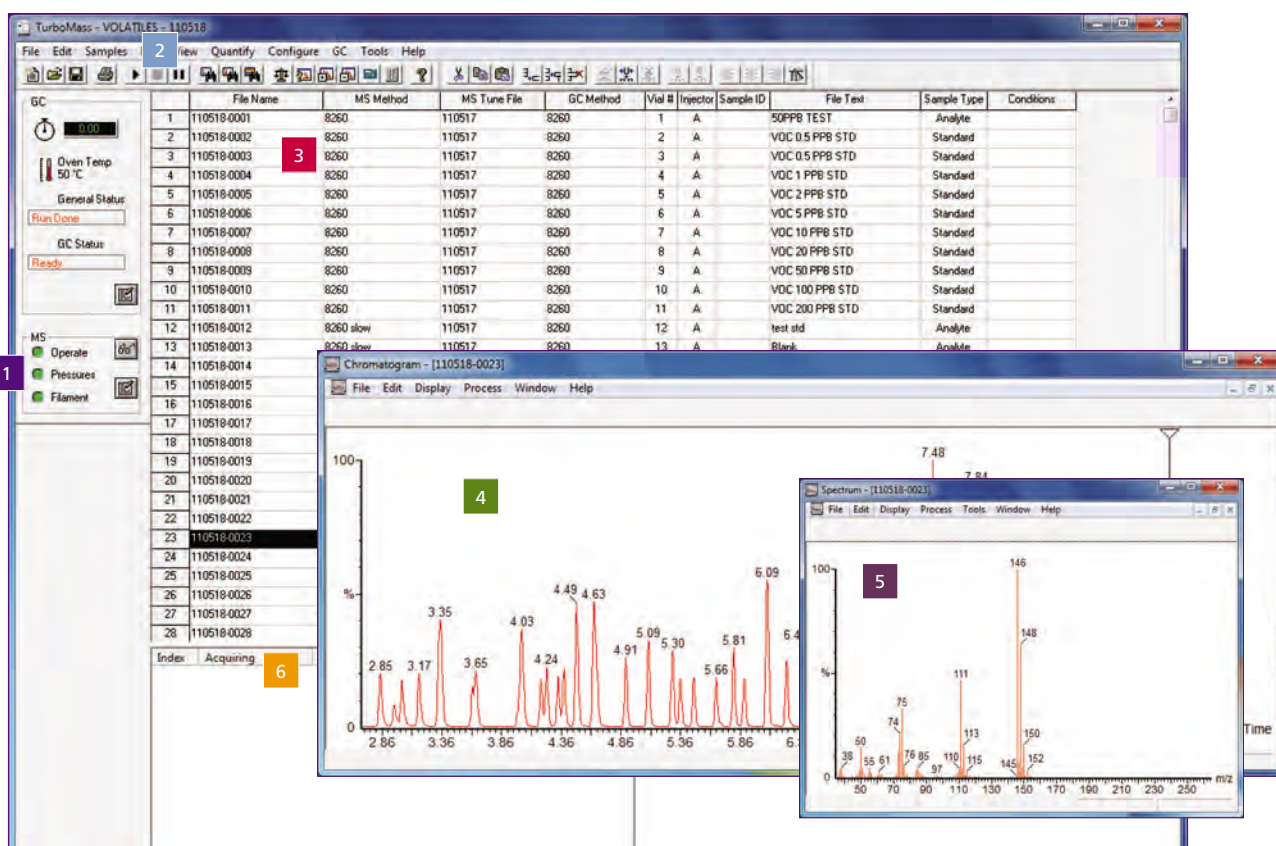 TurboMass - VOLATILES - 110518
File Edit Samples View Quantify Configure GC Tools Help
2
GC
0.00
Oven Temp
50 °C
General Status
Run Done
GC Status
Ready
MS
Operate
Pressures
Filament
1
File Name MS Method MS Tune File GC Method Vial # Injector Sample ID File Text Sample Type Conditions
1 110518-0001 8260 110517 8260 1 A 50PPB TEST Analyte
2 110518-0002 8260 110517 8260 2 A VOC 0.5 PPB STD Standard
3 110518-0003 8260 110517 8260 3 A VOC 0.5 PPB STD Standard
3
4 110518-0004 8260 110517 8260 4 A VOC 1 PPB STD Standard
5 110518-0005 8260 110517 8260 5 A VOC 2 PPB STD Standard
6 110518-0006 8260 110517 8260 6 A VOC 5 PPB STD Standard
7 110518-0007 8260 110517 8260 7 A VOC 10 PPB STD Standard
8 110518-0008 8260 110517 8260 8 A VOC 20 PPB STD Standard
9 110518-0009 8260 110517 8260 9 A VOC 50 PPB STD Standard
10 110518-0010 8260 110517 8260 10 A VOC 100 PPB STD Standard
11 110518-0011 8260 110517 8260 11 A VOC 200 PPB STD Standard
12 110518-0012 8260 slow 110517 8260 12 A test std Analyte
13 110518-0013 8260 slow 110517 8260 13 A Blank Analyte
14 110518-0014
15 110518-0015
16 110518-0016
17 110518-0017
18 110518-0018
19 110518-0019
20 110518-0020
21 110518-0021
22 110518-0022
23 110518-0023
24 110518-0024
25 110518-0025
26 110518-0026
27 110518-0027
28 110518-0028
Index Acquiring
6
Chromatogram - [110518-0023]
File Edit Display Process Window Help
4
100
%
0
7.48
7.84
2.85 3.17 3.35 3.65 4.03 4.24 4.49 4.63 4.91 5.09 5.30 5.66 5.81 6.09 6.4
2.86 3.36 3.86 4.36 4.86 5.36 5.86 6.
Time
Spectrum - [110518-0023]
File Edit Display Process Tools Window Help
5
100
%
0
146
148
111
75
74
113
150
50
38 55 61 76 85 97 110 115 145 152
50 70 90 110 130 150 170 190 210 230 250 m/z